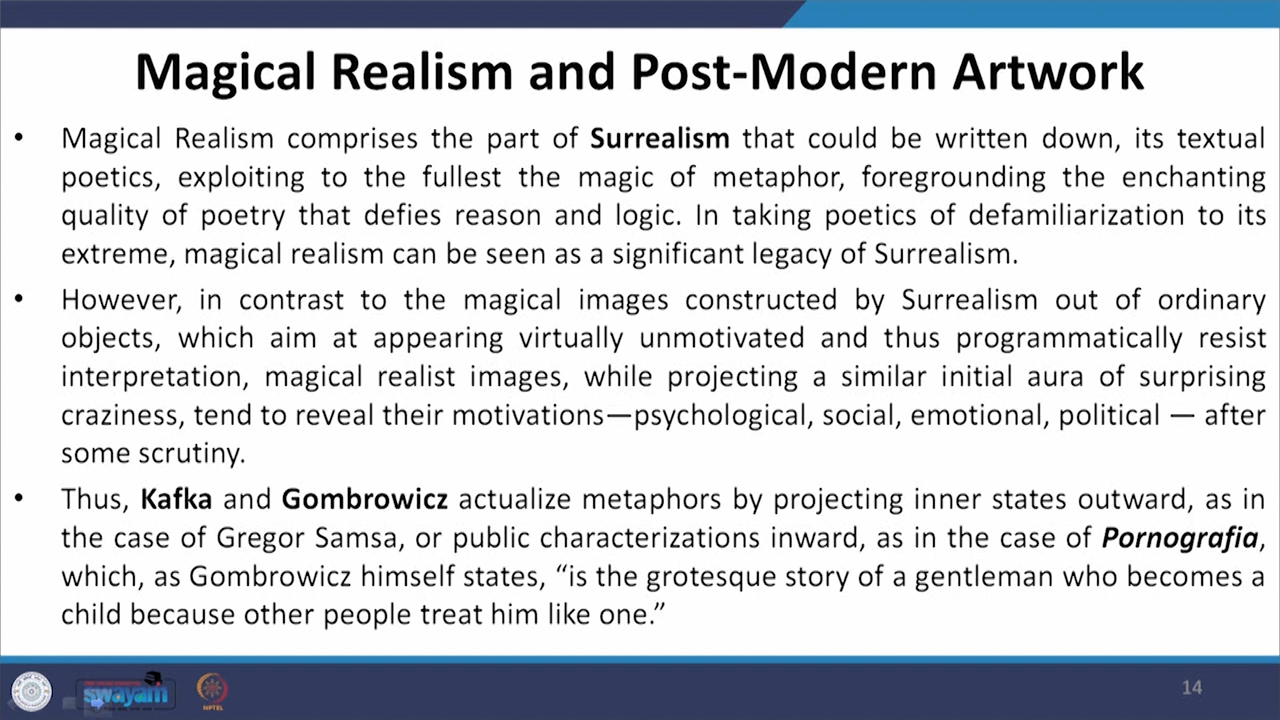 Magical Realism and Post-Modern Artwork
• Magical Realism comprises the part of Surrealism that could be written down, its textual
poetics, exploiting to the fullest the magic of metaphor, foregrounding the enchanting
quality of poetry that defies reason and logic. In taking poetics of defamiliarization to its
extreme, magical realism can be seen as a significant legacy of Surrealism.
• However, in contrast to the magical images constructed by Surrealism out of ordinary
objects, which aim at appearing virtually unmotivated and thus programmatically resist
interpretation, magical realist images, while projecting a similar initial aura of surprising
craziness, tend to reveal their motivations—psychological, social, emotional, political — after
some scrutiny.
• Thus, Kafka and Gombrowicz actualize metaphors by projecting inner states outward, as in
the case of Gregor Samsa, or public characterizations inward, as in the case of Pornografia,
which, as Gombrowicz himself states, “is the grotesque story of a gentleman who becomes a
child because other people treat him like one.”
swayam
NPTEL
14